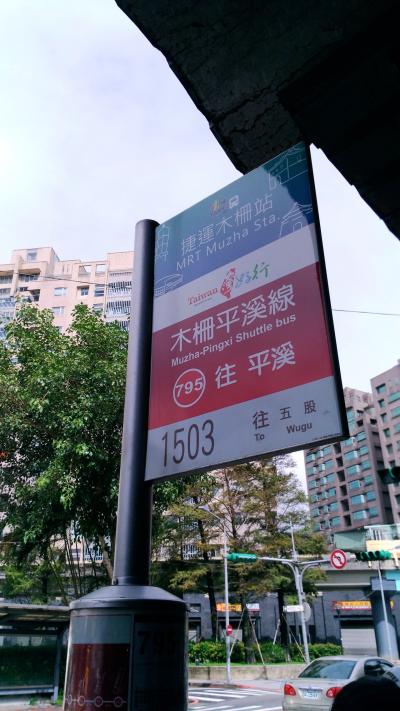 捷運木柵站
MRT Muzha Sta.
Taiwan 好行
木柵平溪線
Muzha-Pingxi Shuttle bus
795 往 平溪
1503 往 五 股
To Wugu
795